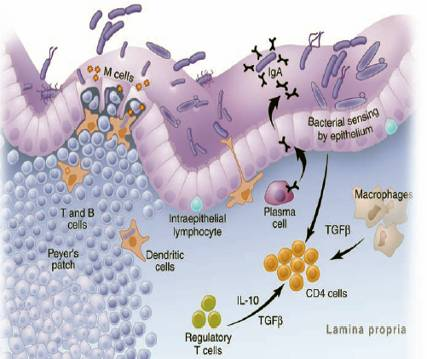 M cells
IgA
Bacterial sensing
by epithelium
T and B
cells
Intraepithelial
lymphocyte
Plasma
cell
Macrophages
TGFβ
Peyer's
patch
Dendritic
cells
IL-10
CD4 cells
TGFβ
Regulatory
T cells
Lamina propria